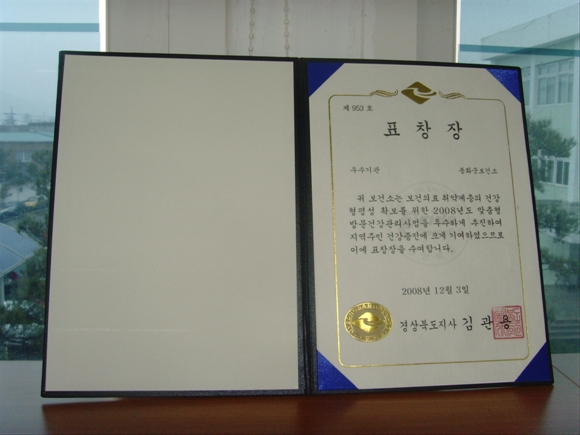 제 953 호
표 창 장
우수기관 봉화군보건소
위 보건소는 보건의료 취약계층의 건강
형평성 확보를 위한 2008년도 맞춤형
방문건강관리사업을 우수하게 추진하여
지역주민 건강증진에 크게 기여하였으므로
이에 표창장을 수여합니다.
2008년 12월 3일
경상북도지사 김 관 용